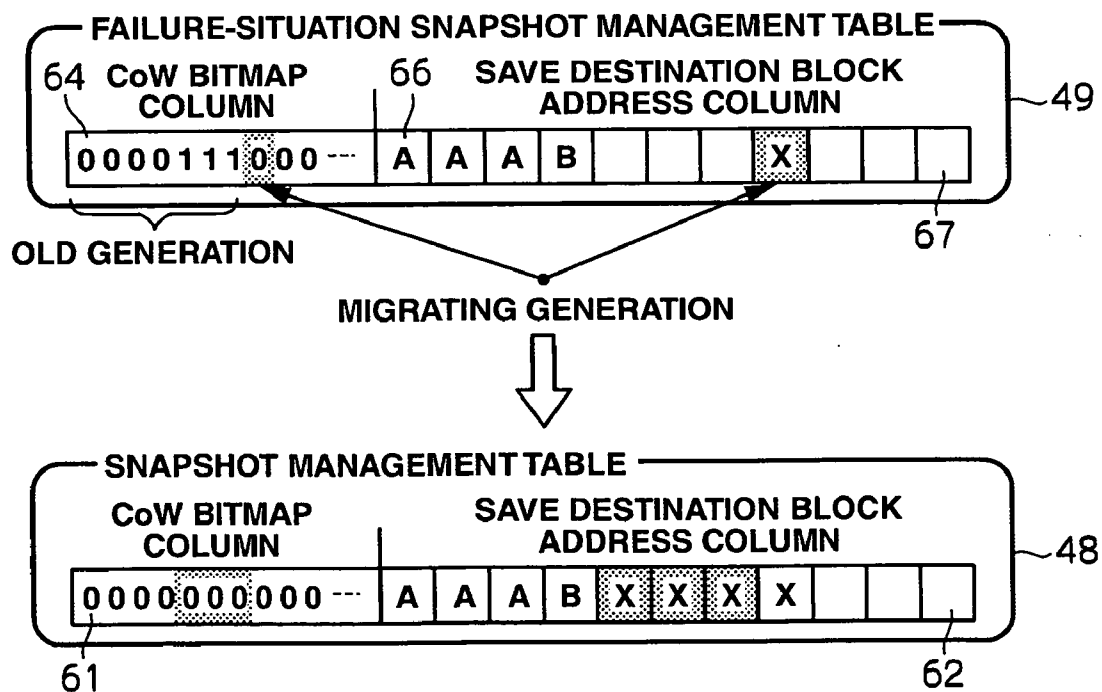 FAILURE-SITUATION SNAPSHOT MANAGEMENT TABLE
64
CoW BITMAP
COLUMN
66
SAVE DESTINATION BLOCK
ADDRESS COLUMN
49
0000111000 ----
A A A B X
67
OLD GENERATION
MIGRATING GENERATION
SNAPSHOT MANAGEMENT TABLE
CoW BITMAP
COLUMN
SAVE DESTINATION BLOCK
ADDRESS COLUMN
48
0000000000 ----
A A A B X X X X
61
62